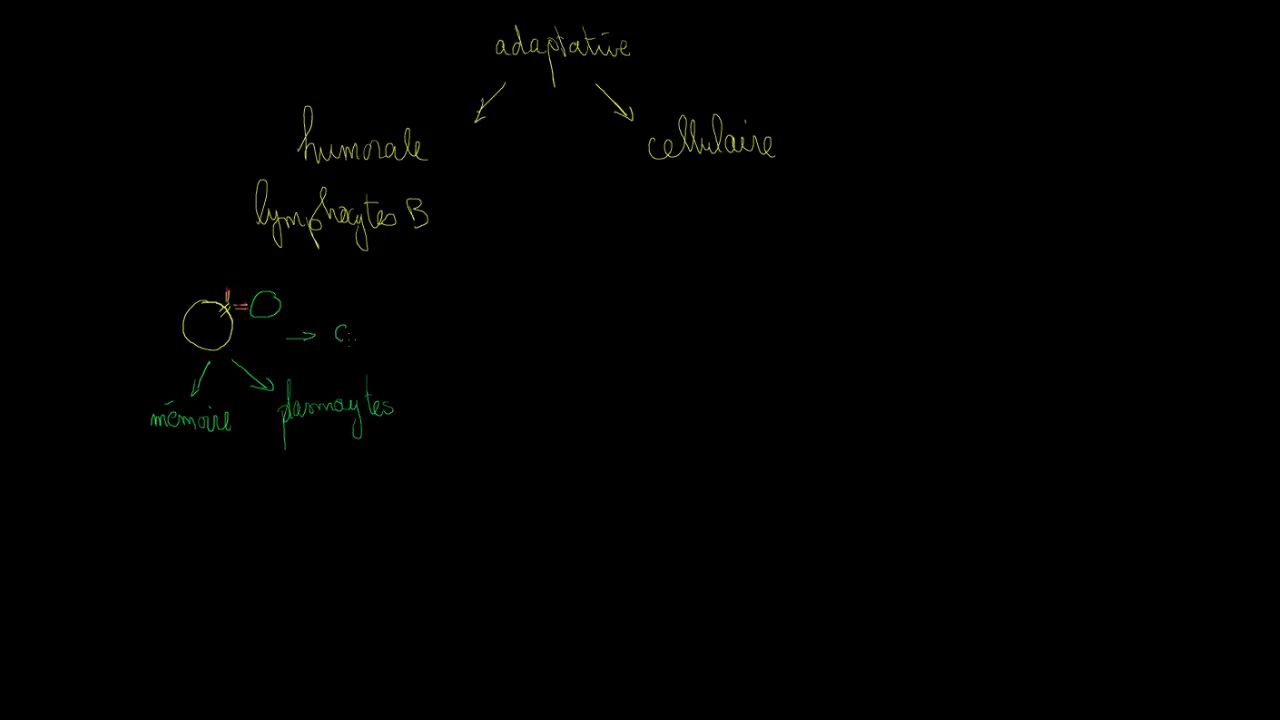 adaptative
humorale cellulaire
lymphocytes B
C
mémoire plasmocytes